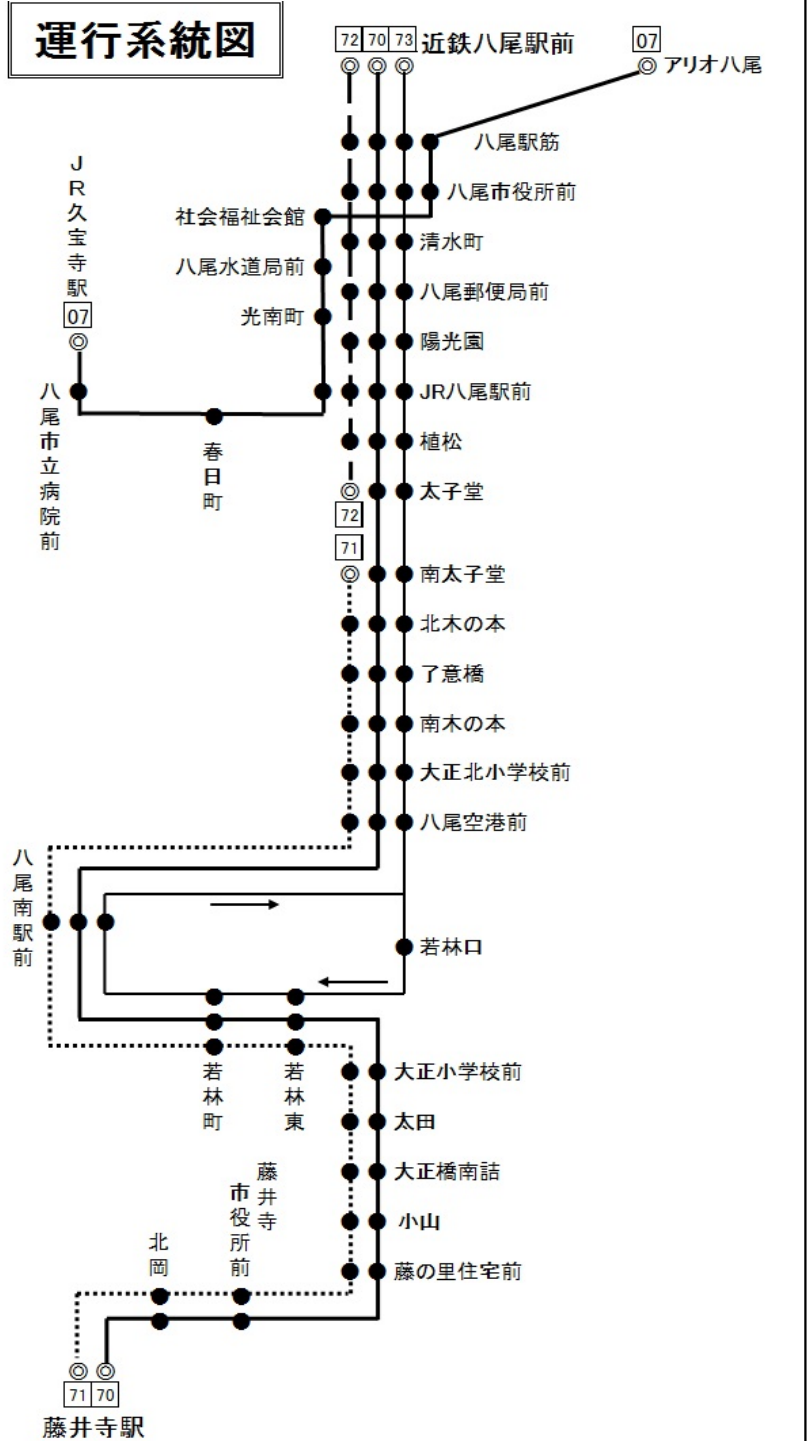 運行系統図
72 70 73 近鉄八尾駅前
07
アリオ八尾
八尾駅筋
八尾市役所前
JR久宝寺駅
07
社会福祉会館
清水町
八尾水道局前
八尾郵便局前
光南町
陽光園
八尾市立病院前
JR八尾駅前
春日町
植松
太子堂
72
71
南太子堂
北木の本
了意橋
南木の本
大正北小学校前
八尾空港前
八尾南駅前
若林口
若林町
若林東
大正小学校前
太田
大正橋南詰
小山
藤井寺
市役所前
北岡
藤の里住宅前
71 70
藤井寺駅